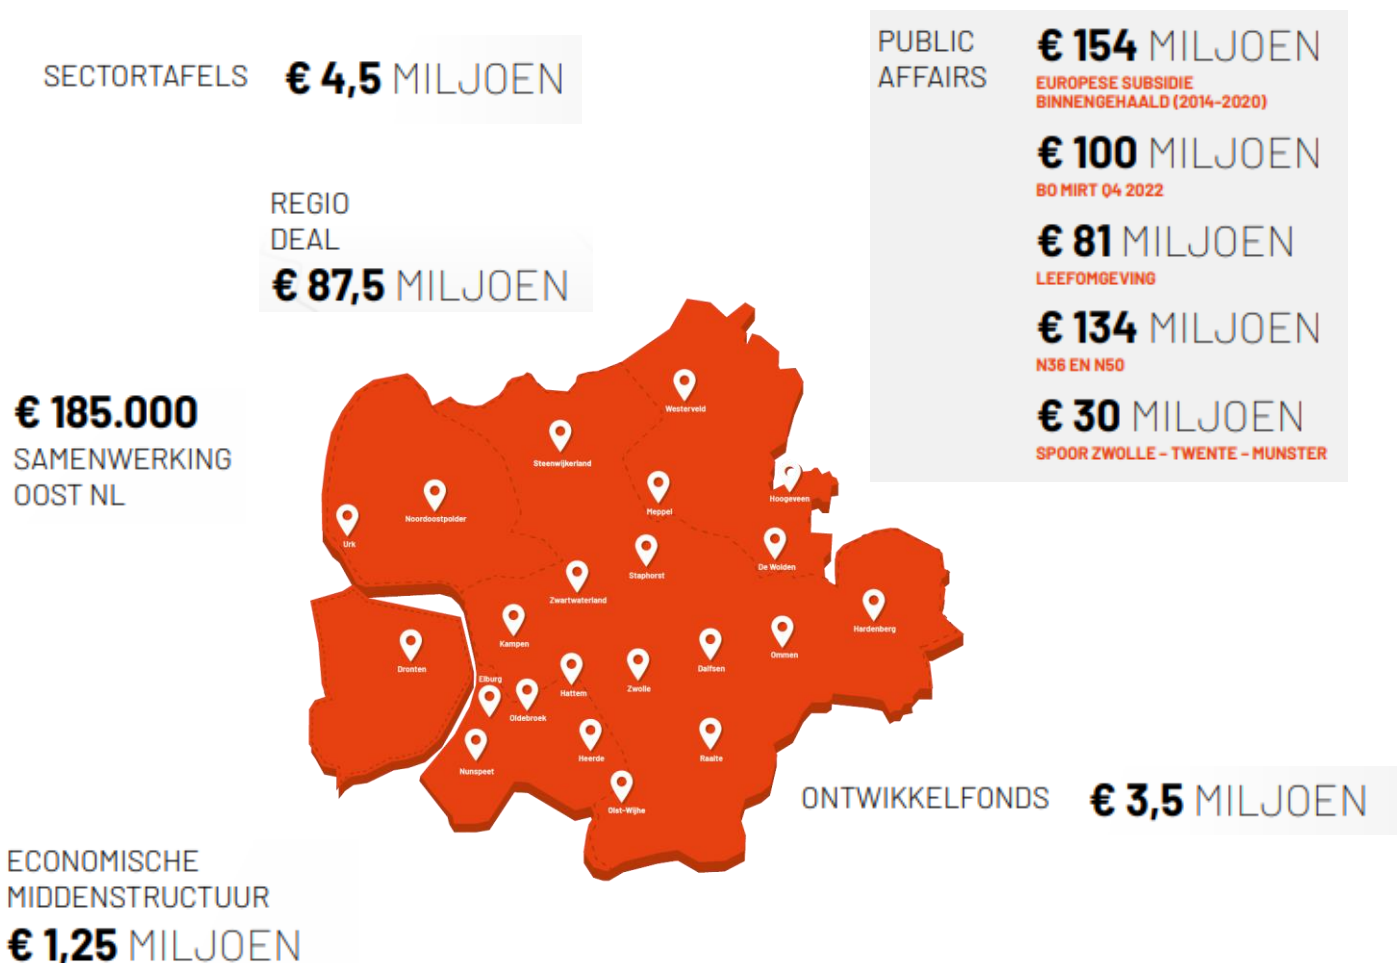 SECTORTAFELS € 4,5 MILJOEN
PUBLIC
AFFAIRS
€ 154 MILJOEN
EUROPESE SUBSIDIE
BINNENGEHAALD (2014-2020)
€ 100 MILJOEN
BO MIRT Q4 2022
€ 81 MILJOEN
LEEFOMGEVING
€ 134 MILJOEN
N36 EN N50
€ 30 MILJOEN
SPOOR ZWOLLE - TWENTE - MUNSTER
REGIO
DEAL
€ 87,5 MILJOEN
€ 185.000
SAMENWERKING
OOST NL
Westerveld
Steenwijkerland
Hoogeveen
Meppel
Noordoostpolder
Urk
De Wolden
Staphorst
Zwartwaterland
Hardenberg
Kampen
Ommen
Dalfsen
Dronten
Elburg
Hattem
Zwolle
Oldebroek
Heerde
Raalte
Nunspeet
Olst-Wijhe
ONTWIKKELFONDS € 3,5 MILJOEN
ECONOMISCHE
MIDDENSTRUCTUUR
€ 1,25 MILJOEN